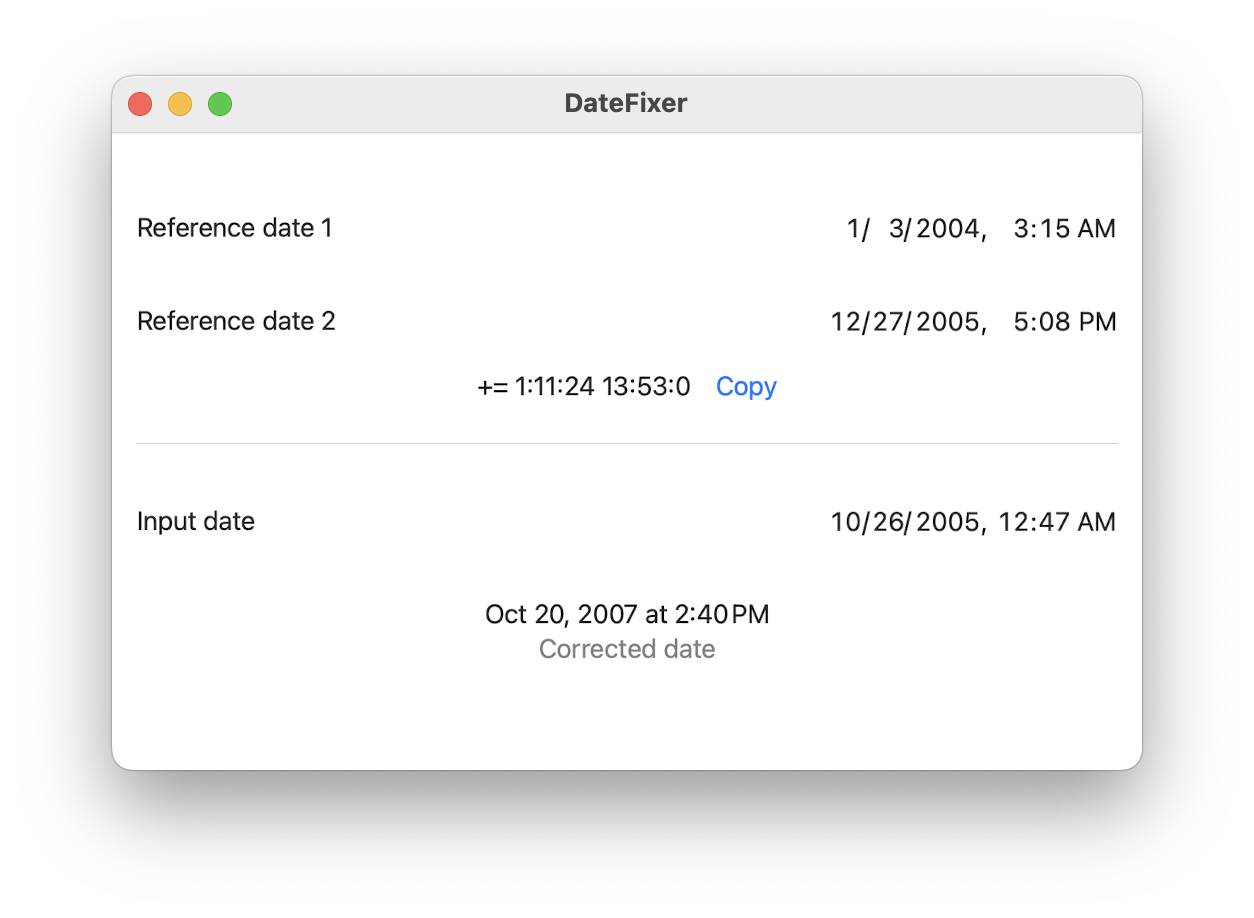 DateFixer
Reference date 1 1/ 3/2004, 3:15 AM
Reference date 2 12/27/2005, 5:08 PM
+= 1:11:24 13:53:0 Copy
Input date 10/26/2005, 12:47 AM
Oct 20, 2007 at 2:40 PM
Corrected date